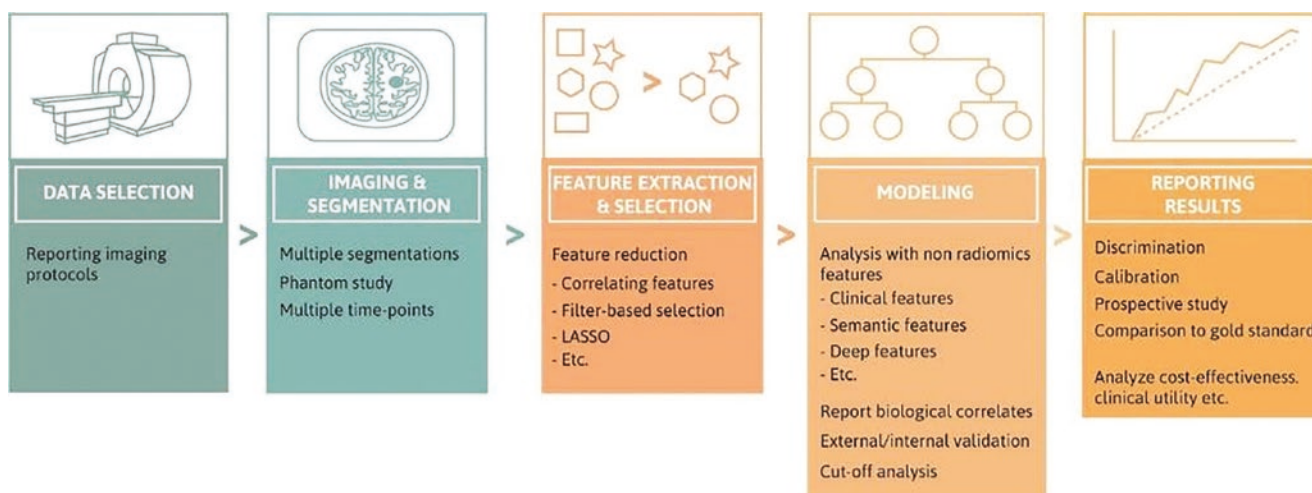 DATA SELECTION
Reporting imaging
protocols
>
IMAGING &
SEGMENTATION
Multiple segmentations
Phantom study
Multiple time-points
>
>
FEATURE EXTRACTION
& SELECTION
Feature reduction
- Correlating features
- Filter-based selection
- LASSO
- Etc.
>
MODELING
Analysis with non radiomics
features
- Clinical features
- Semantic features
- Deep features
- Etc.
Report biological correlates
External/internal validation
Cut-off analysis
>
REPORTING
RESULTS
Discrimination
Calibration
Prospective study
Comparison to gold standard
Analyze cost-effectiveness.
clinical utility etc.